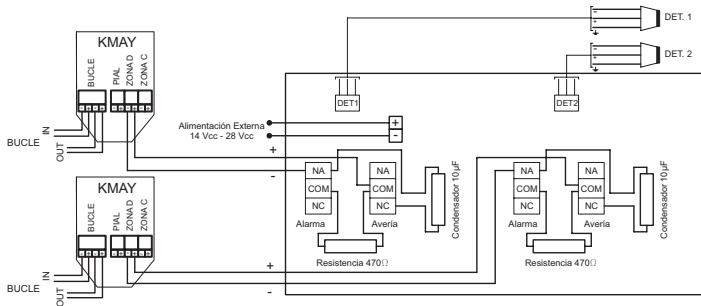 KMAY
BUCLE
PIAL
ZONA D
ZONA C
- + - +
- + - + - +
BUCLE
IN
OUT
DET. 1
+
-
DET. 2
+
-
DET1
DET2
Alimentación Externa
14 Vcc - 28 Vcc
+
-
+
-
NA
COM
NC
Alarma
NA
COM
NC
Avería
Condensador 10µF
Resistencia 470Ω
NA
COM
NC
Alarma
NA
COM
NC
Avería
Condensador 10µF
Resistencia 470Ω
KMAY
BUCLE
PIAL
ZONA D
ZONA C
BUCLE
IN
OUT
+
-